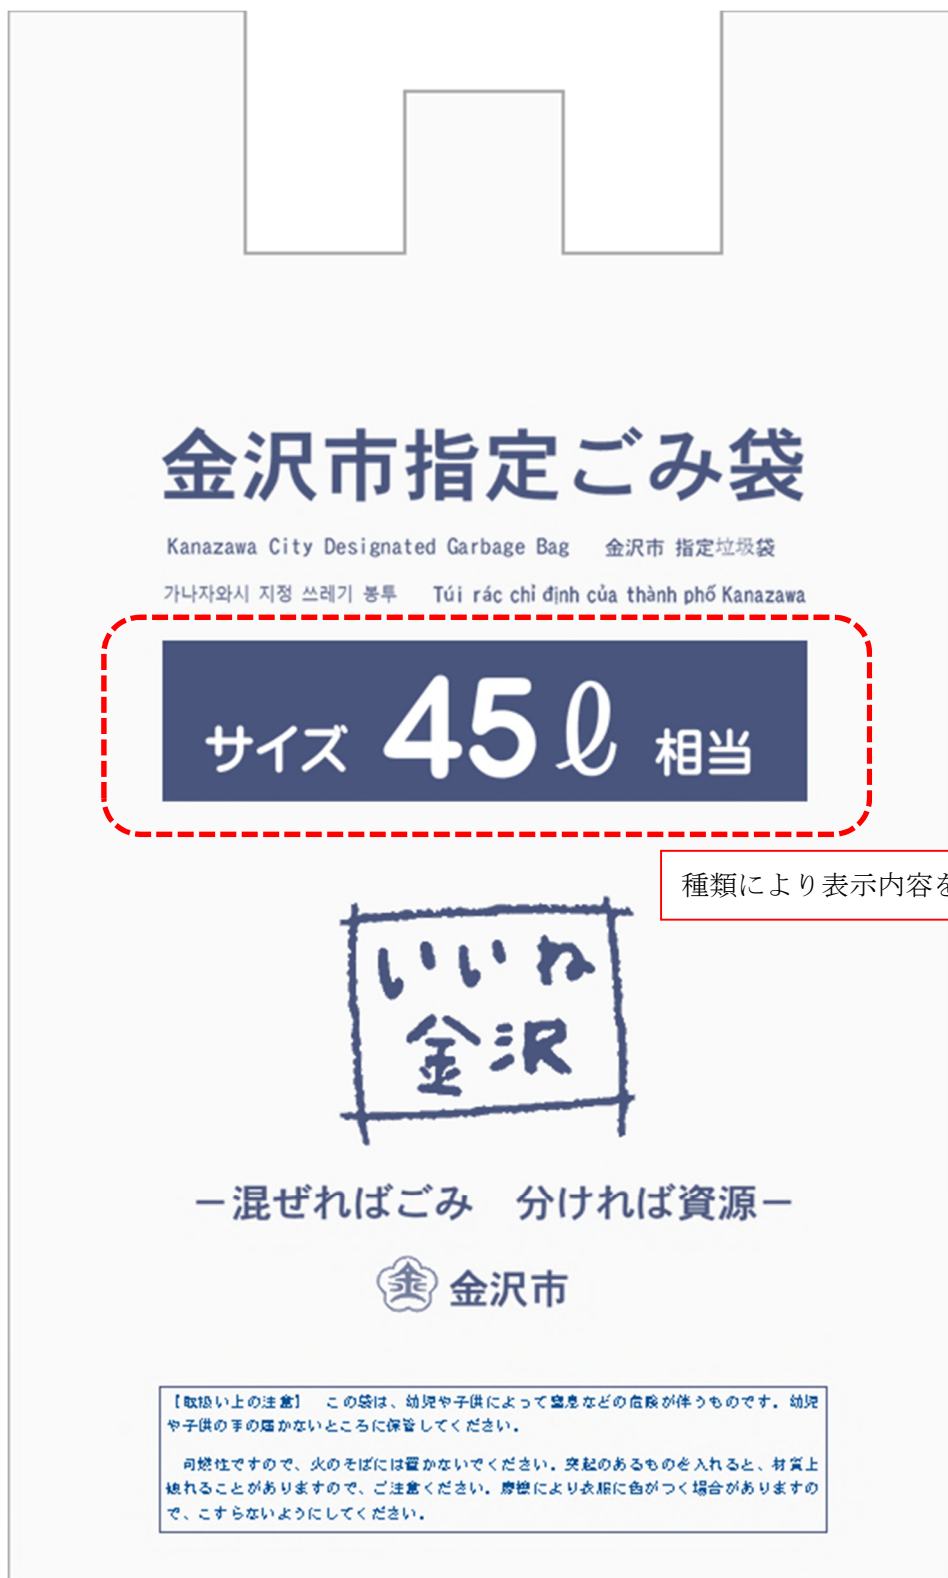 金沢市指定ごみ袋
Kanazawa City Designated Garbage Bag 金沢市 指定垃圾袋
가나자와시 지정 쓰레기 봉투 Túi rác chỉ định của thành phố Kanazawa
サイズ 45ℓ 相当
種類により表示内容を
いいね
金沢
－混ぜればごみ 分ければ資源－
金 金沢市
【取扱い上の注意】 この袋は、幼児や子供によって窒息などの危険が伴うものです。幼児
や子供の手の届かないところに保管してください。
可燃性ですので、火のそばには置かないでください。突起のあるものを入れると、材質上
破れることがありますので、ご注意ください。摩擦により衣服に色がつく場合がありますの
で、こすらないようにしてください。